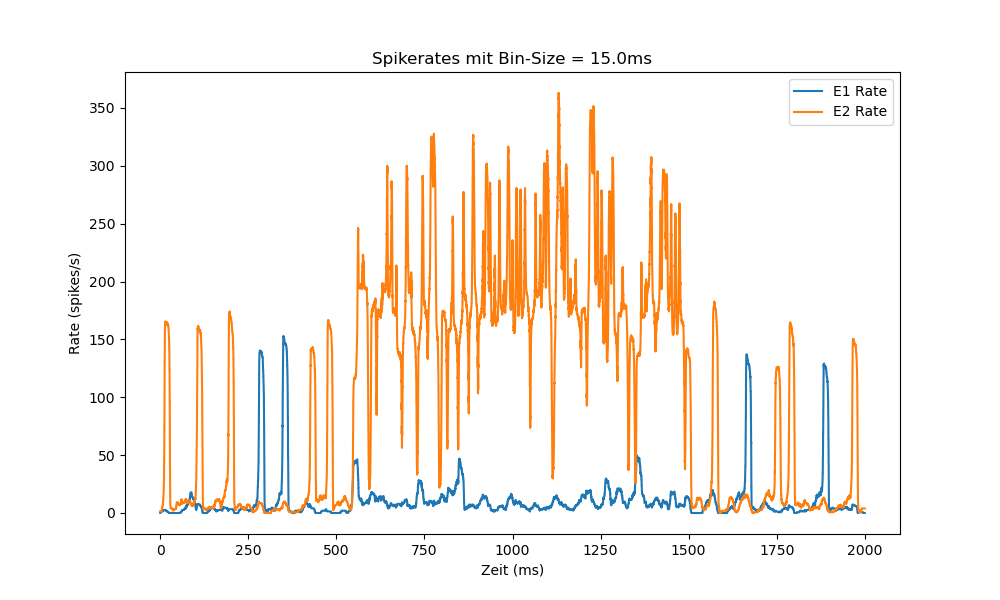 Spikerates mit Bin-Size = 15.0ms
E1 Rate
E2 Rate
Rate (spikes/s)
350
300
250
200
150
100
50
0
0 250 500 750 1000 1250 1500 1750 2000
Zeit (ms)